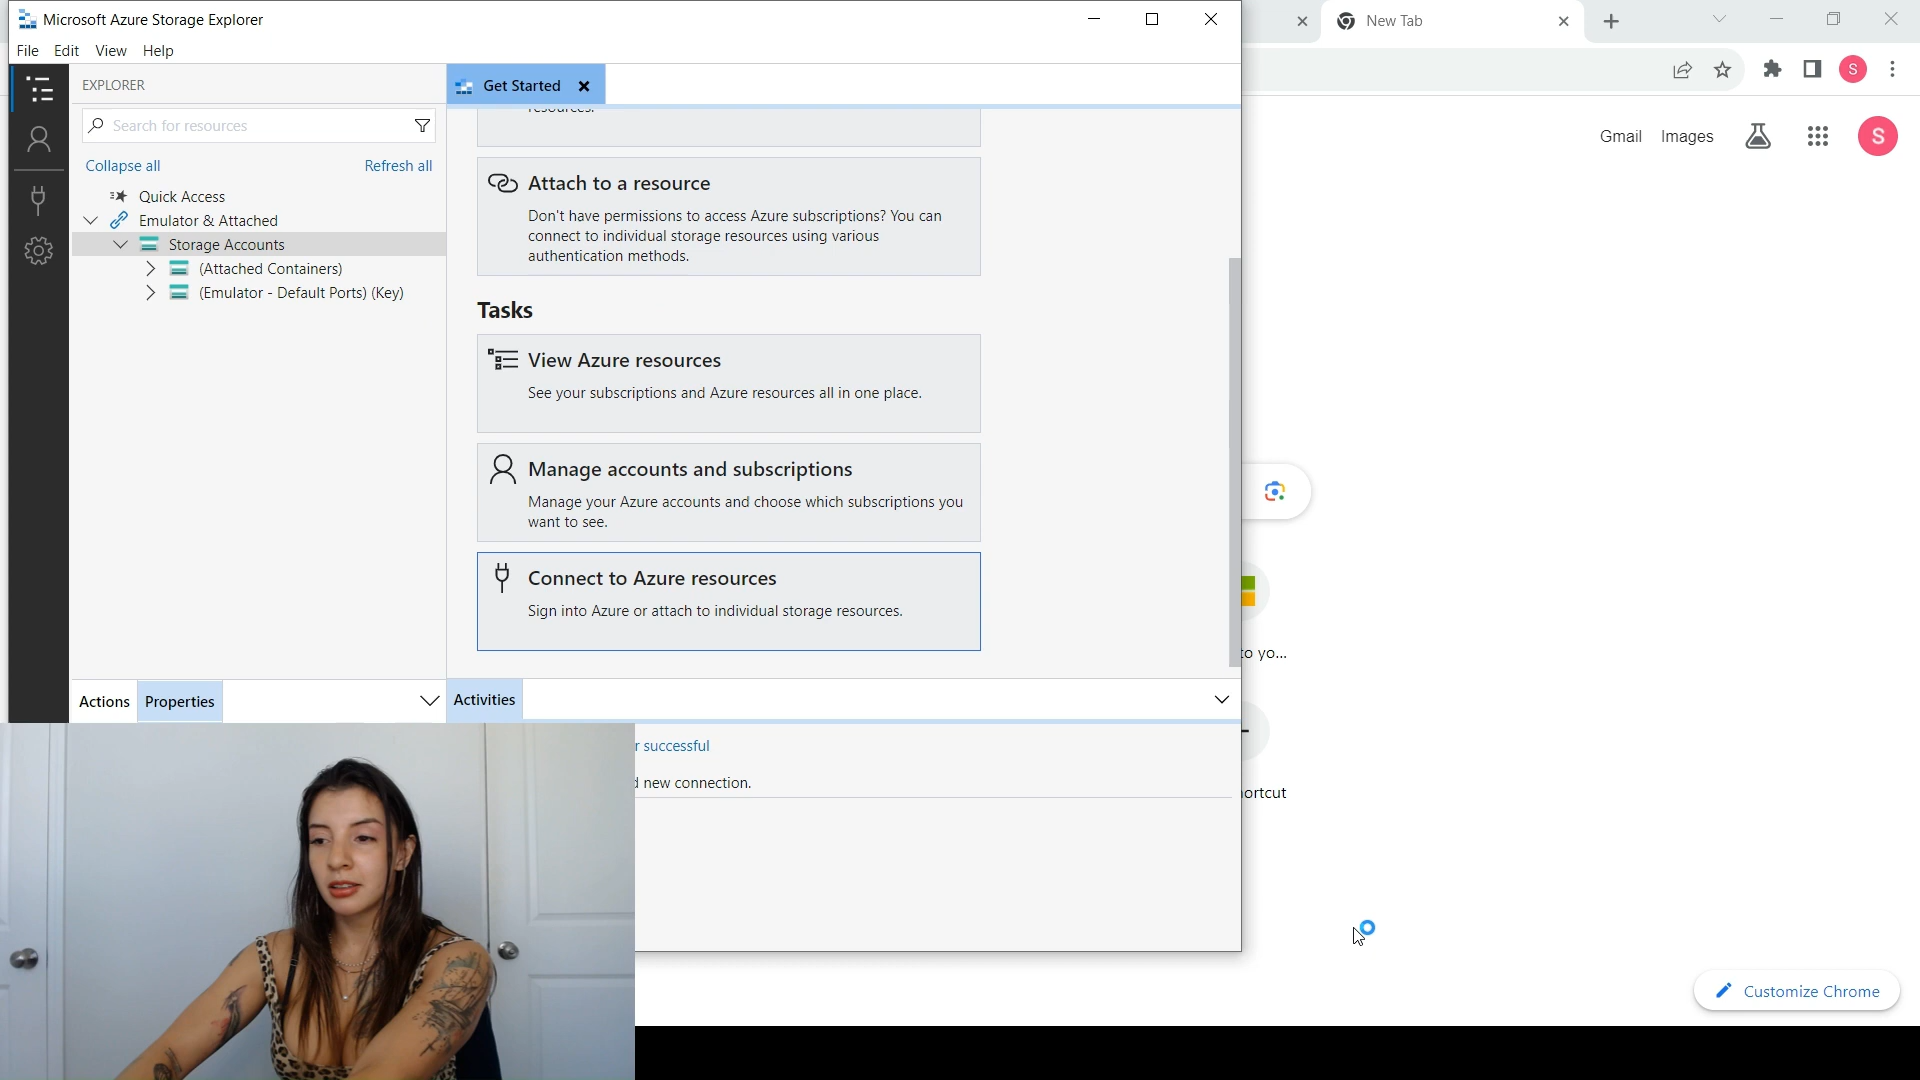 Microsoft Azure Storage Explorer
File Edit View Help
EXPLORER
Search for resources
Collapse all Refresh all
Quick Access
Emulator & Attached
Storage Accounts
(Attached Containers)
(Emulator - Default Ports) (Key)
Actions Properties
Get Started
resources.
Attach to a resource
Don't have permissions to access Azure subscriptions? You can
connect to individual storage resources using various
authentication methods.
Tasks
View Azure resources
See your subscriptions and Azure resources all in one place.
Manage accounts and subscriptions
Manage your Azure accounts and choose which subscriptions you
want to see.
Connect to Azure resources
Sign into Azure or attach to individual storage resources.
Activities
successful
new connection.
New Tab
S
Gmail Images S
to yo...
Customize Chrome